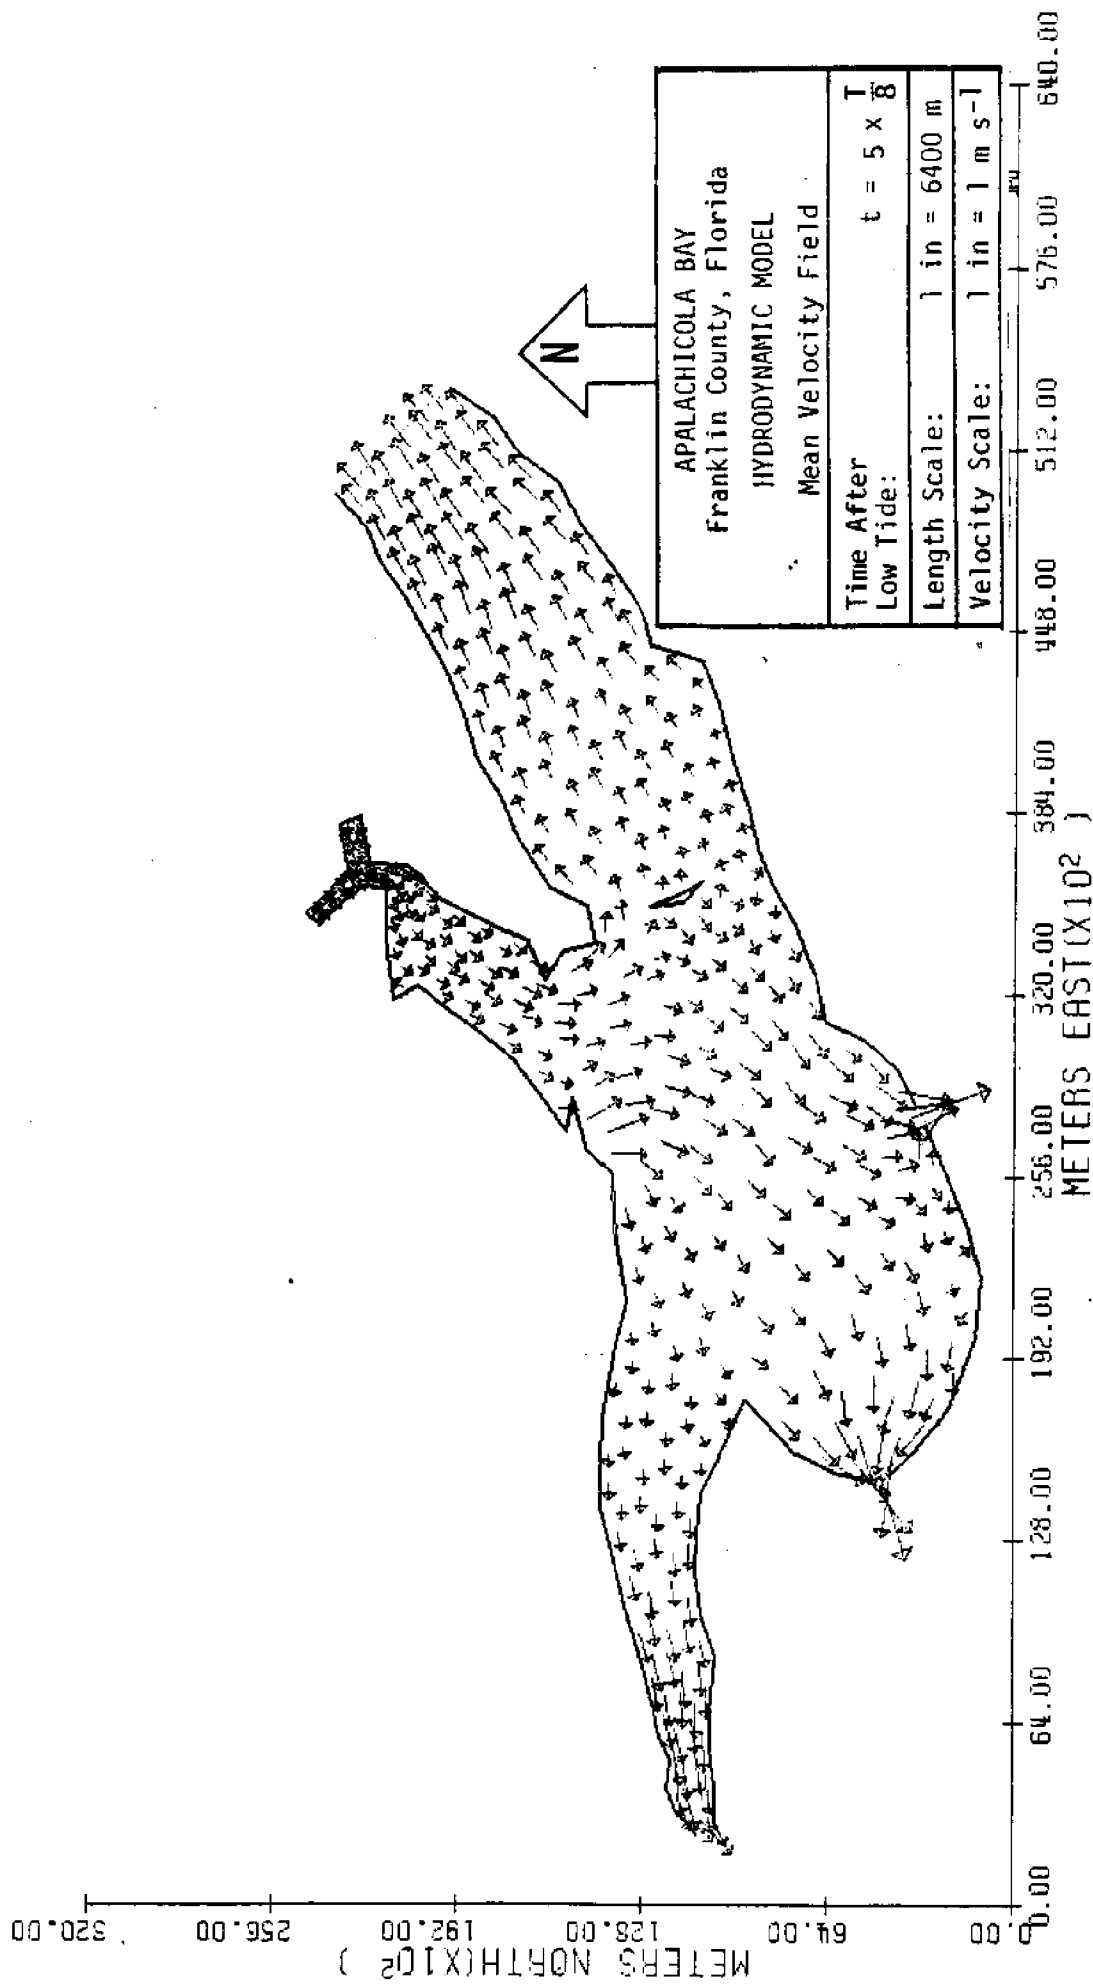 METERS NORTH(X10² )
320.00
256.00
192.00
128.00
64.00
0.00
N
APALACHICOLA BAY
Franklin County, Florida
HYDRODYNAMIC MODEL
Mean Velocity Field
Time After
Low Tide: t = 5 x T/8
Length Scale: 1 in = 6400 m
Velocity Scale: 1 in = 1 m s⁻¹
0.00 64.00 128.00 192.00 256.00 320.00 384.00 448.00 512.00 576.00 640.00
METERS EAST(X10² )